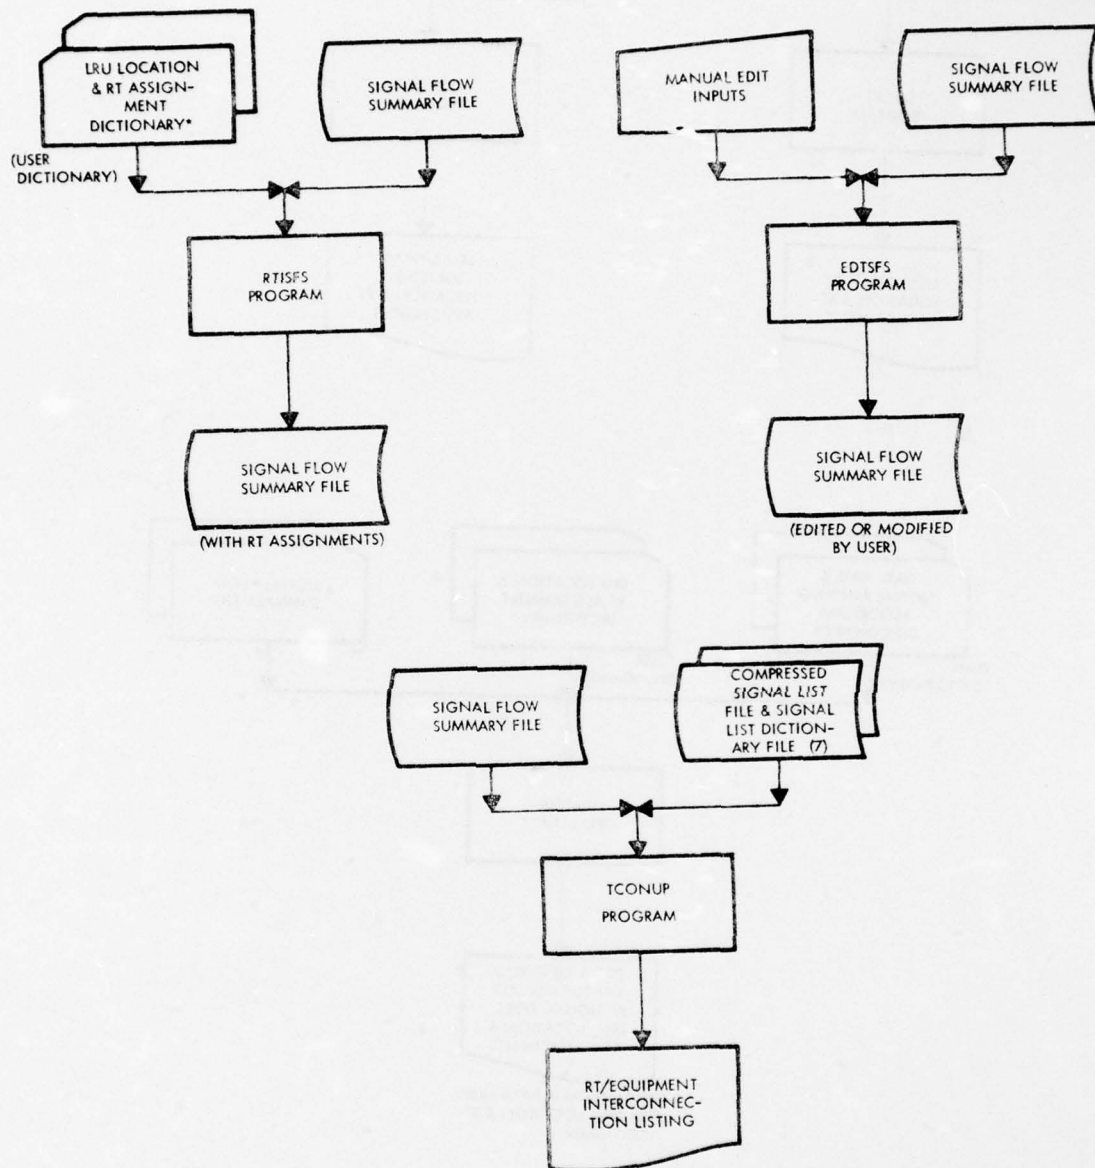 LRU LOCATION
& RT ASSIGN-
MENT
DICTIONARY*
(USER
DICTIONARY)
SIGNAL FLOW
SUMMARY FILE
RTISFS
PROGRAM
SIGNAL FLOW
SUMMARY FILE
(WITH RT ASSIGNMENTS)
MANUAL EDIT
INPUTS
SIGNAL FLOW
SUMMARY FILE
EDTSFS
PROGRAM
SIGNAL FLOW
SUMMARY FILE
(EDITED OR MODIFIED
BY USER)
SIGNAL FLOW
SUMMARY FILE
COMPRESSED
SIGNAL LIST
FILE & SIGNAL
LIST DICTION-
ARY FILE (7)
TCONUP
PROGRAM
RT/EQUIPMENT
INTERCONNEC-
TION LISTING